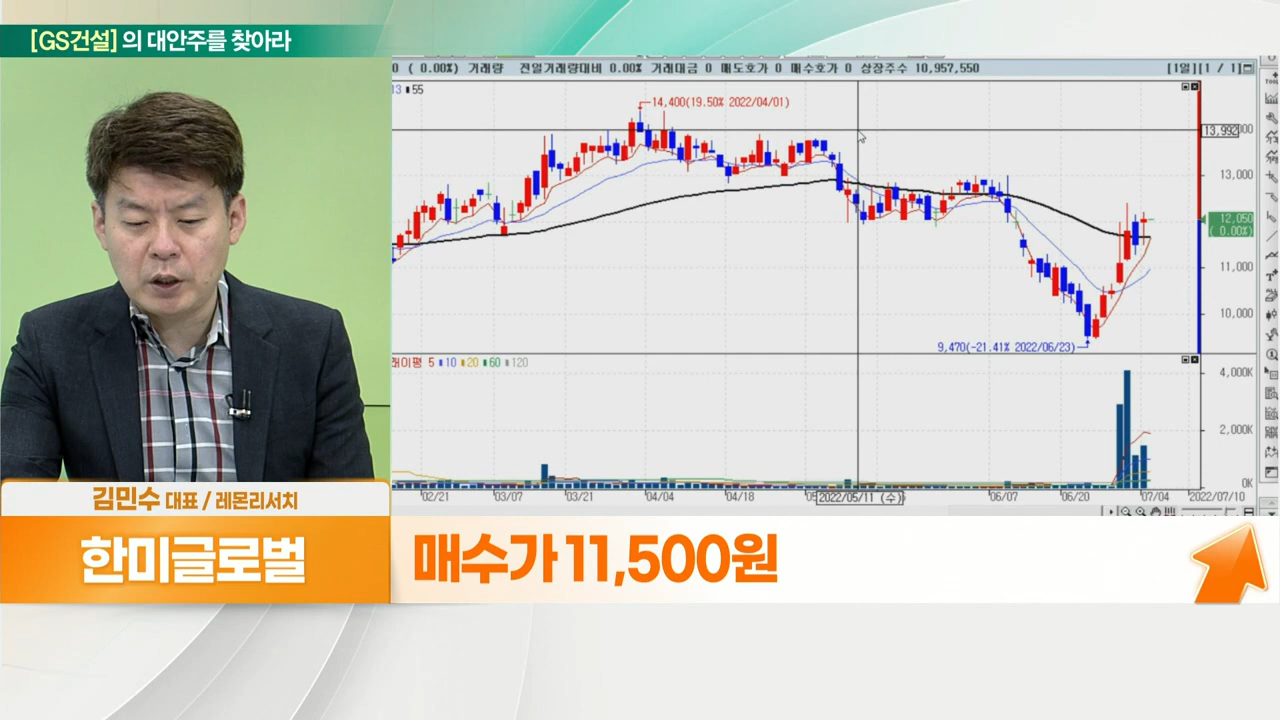 [GS건설]의 대안주를 찾아라
0 ( 0.00%) 거래량 전일거래량대비 0.00% 거래대금 0 매도호가 0 매수호가 0 상장주수 10,957,550 [1일][1 / 1]
13 55
14,400(19.50% 2022/04/01)
13,992
13,000
12,050
( 0.00%)
11,000
10,000
9,470(-21.41% 2022/06/23)
5 10 20 60 120
4,000K
2,000K
0K
02/21 03/07 03/21 04/04 04/18 2022/05/11 (수) 06/07 06/20 07/04 2022/07/10
김민수 대표 / 레몬리서치
한미글로벌
매수가 11,500원